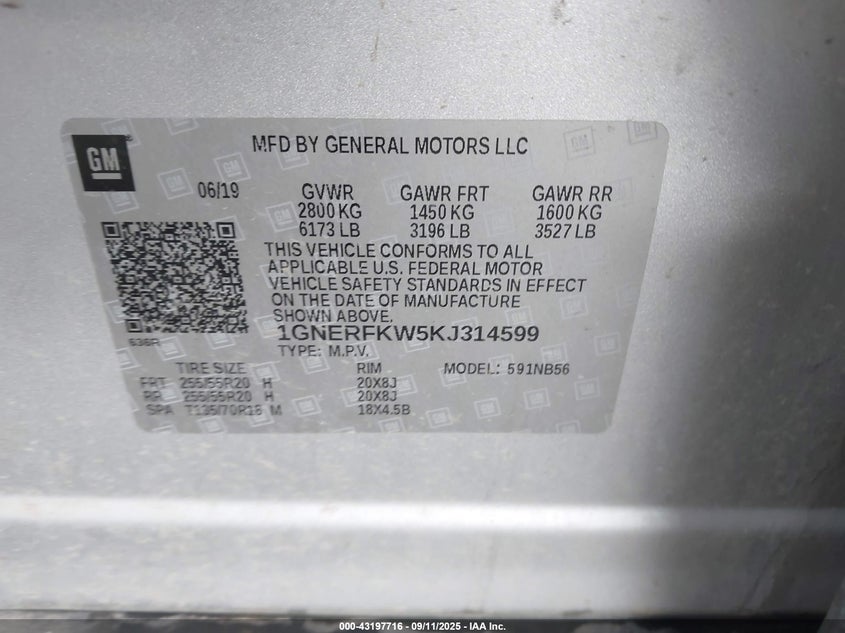 GM
MFD BY GENERAL MOTORS LLC
06/19 GVWR GAWR FRT GAWR RR
2800 KG 1450 KG 1600 KG
6173 LB 3196 LB 3527 LB
THIS VEHICLE CONFORMS TO ALL
APPLICABLE U.S. FEDERAL MOTOR
VEHICLE SAFETY STANDARDS IN EFFECT
ON THE DATE OF MANUFACTURE
SHOWN ABOVE.
1GNERFKW5KJ314599
636R
TYPE: M.P.V.
TIRE SIZE RIM MODEL: 591NB56
FRT 255/55R20 H 20X8J
RR 255/55R20 H 20X8J
SPA T135/70R18 M 18X4.5B
000-43197716 - 09/11/2025 - IAA Inc.